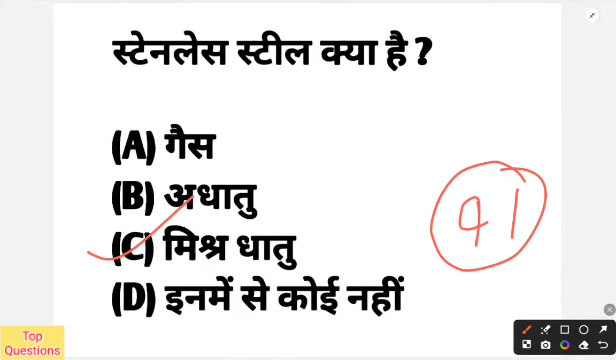 स्टेनलेस स्टील क्या है ?
(A) गैस
(B) अधातु
(C) मिश्र धातु
(D) इनमें से कोई नहीं
91
Top
Questions